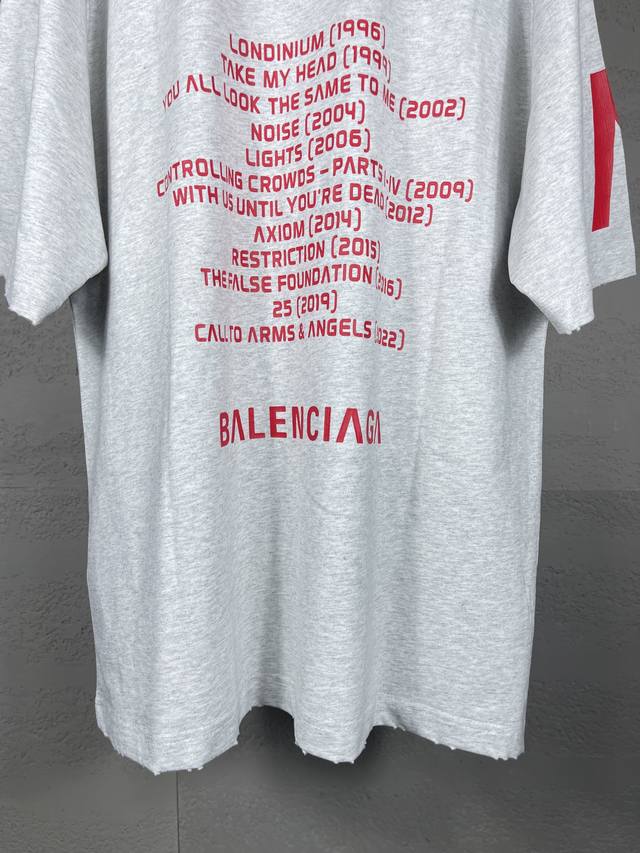 LONDINIUM (1996)
TAKE MY HEAD (1999)
YOU ALL LOOK THE SAME TO ME (2002)
NOISE (2004)
LIGHTS (2006)
CONTROLLING CROWDS – PARTS I-IV (2009)
WITH US UNTIL YOU'RE DEAD (2012)
AXIOM (2014)
RESTRICTION (2015)
THE FALSE FOUNDATION (2016)
25 (2019)
CALL TO ARMS & ANGELS (2022)
BALENCIAGA